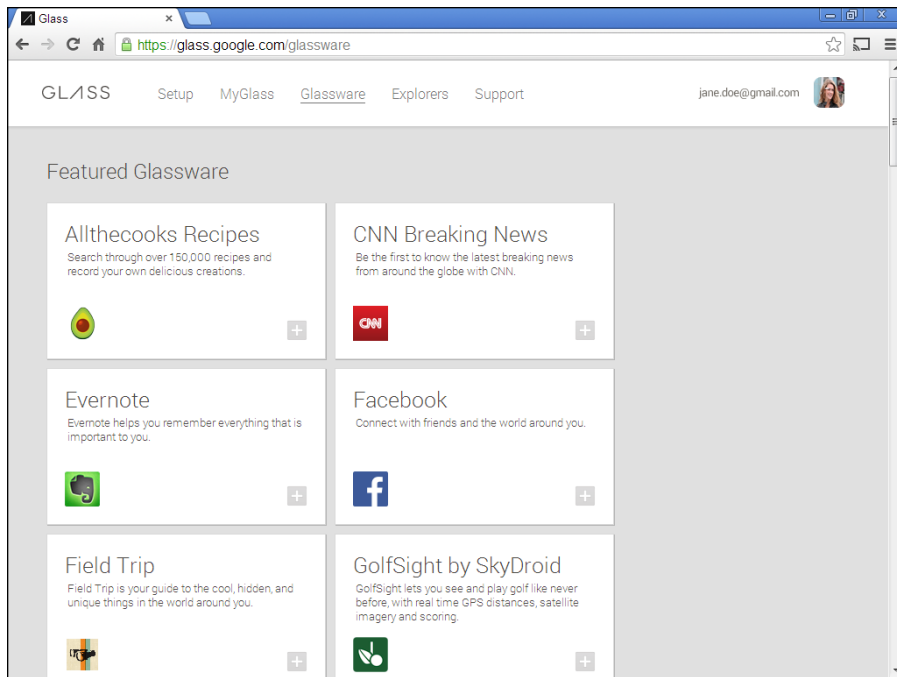 Glass
https://glass.google.com/glassware
GLASS Setup MyGlass Glassware Explorers Support jane.doe@gmail.com
Featured Glassware
Allthecooks Recipes
Search through over 150,000 recipes and
record your own delicious creations.
CNN Breaking News
Be the first to know the latest breaking news
from around the globe with CNN.
CNN
Evernote
Evernote helps you remember everything that is
important to you.
Facebook
Connect with friends and the world around you.
f
Field Trip
Field Trip is your guide to the cool, hidden, and
unique things in the world around you.
GolfSight by SkyDroid
GolfSight lets you see and play golf like never
before, with real time GPS distances, satellite
imagery and scoring.